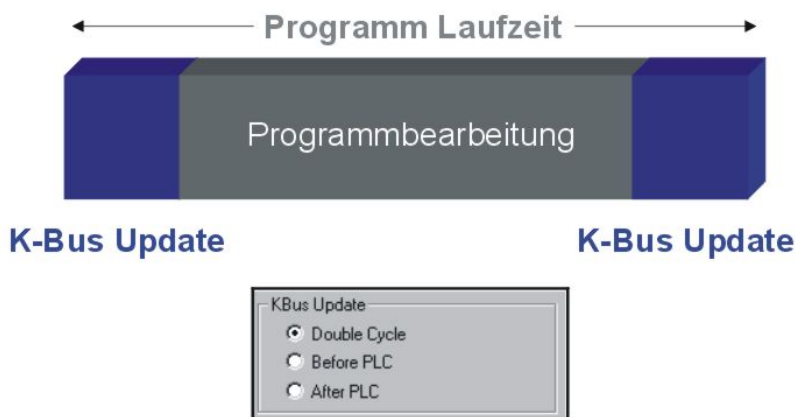 Programm Laufzeit
Programmbearbeitung
K-Bus Update
K-Bus Update
KBus Update
Double Cycle
Before PLC
After PLC